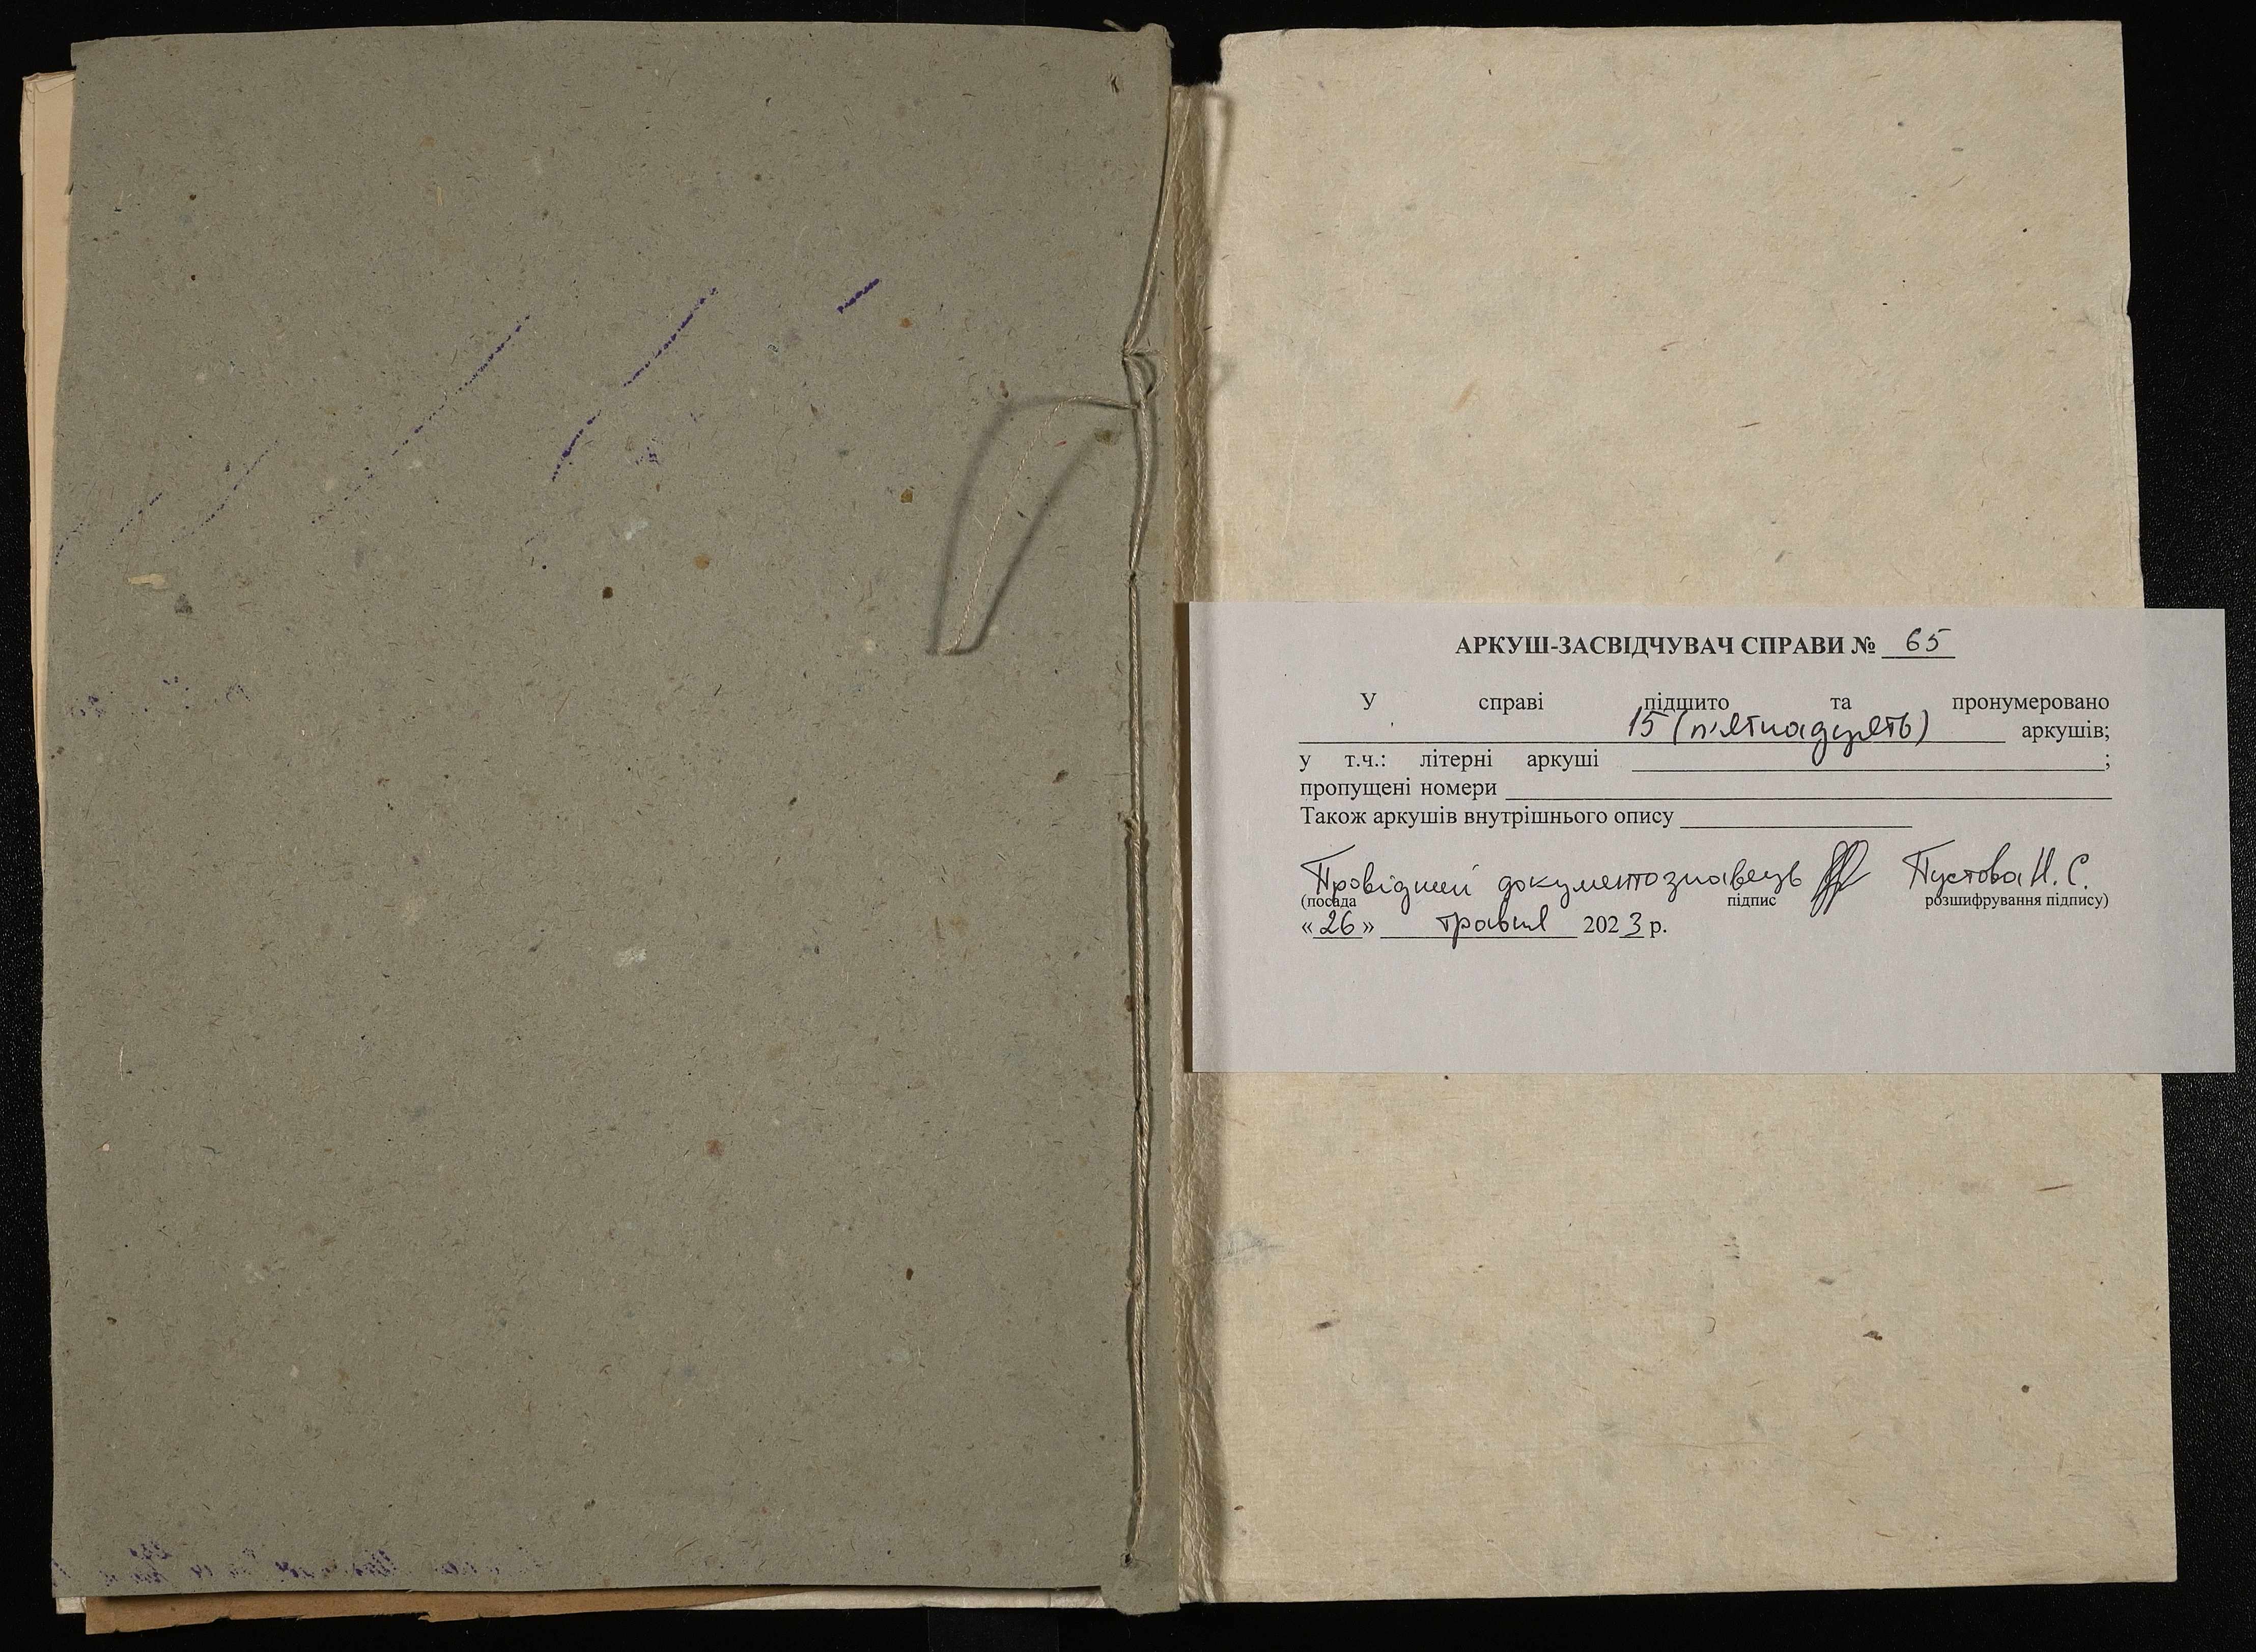 АРКУШ-ЗАСВІДЧУВАЧ СПРАВИ № 65
У справі підшито та пронумеровано
15 (п'ятнадцять) аркушів;
у т.ч.: літерні аркуші ;
пропущені номери
Також аркушів внутрішнього опису
Провідний документознавець Пустова Н. С.
(посада підпис розшифрування підпису)
«26» травня 2023 р.